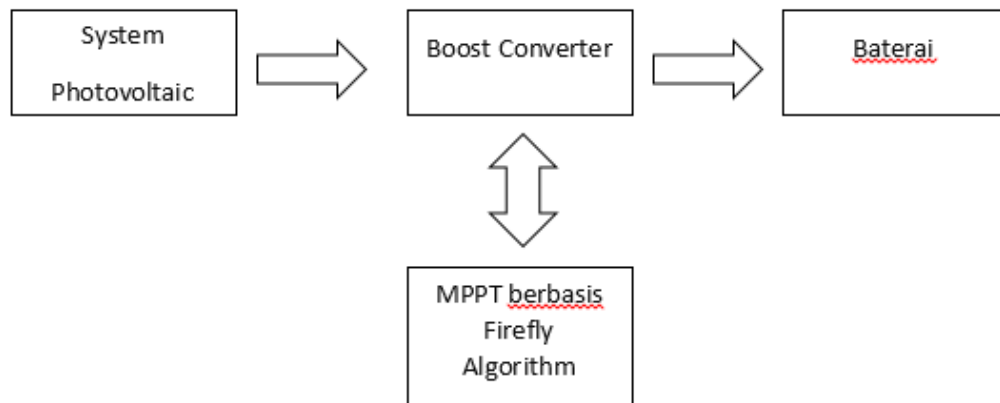 System
Photovoltaic
Boost Converter
Baterai
MPPT berbasis
Firefly
Algorithm